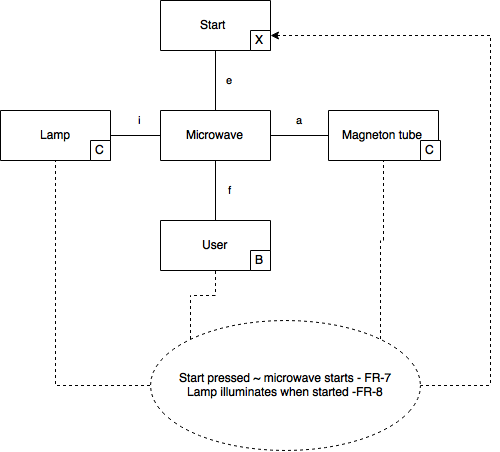 Start
X
e
Lamp
C
i
Microwave
a
Magneton tube
C
f
User
B
Start pressed ~ microwave starts - FR-7
Lamp illuminates when started -FR-8